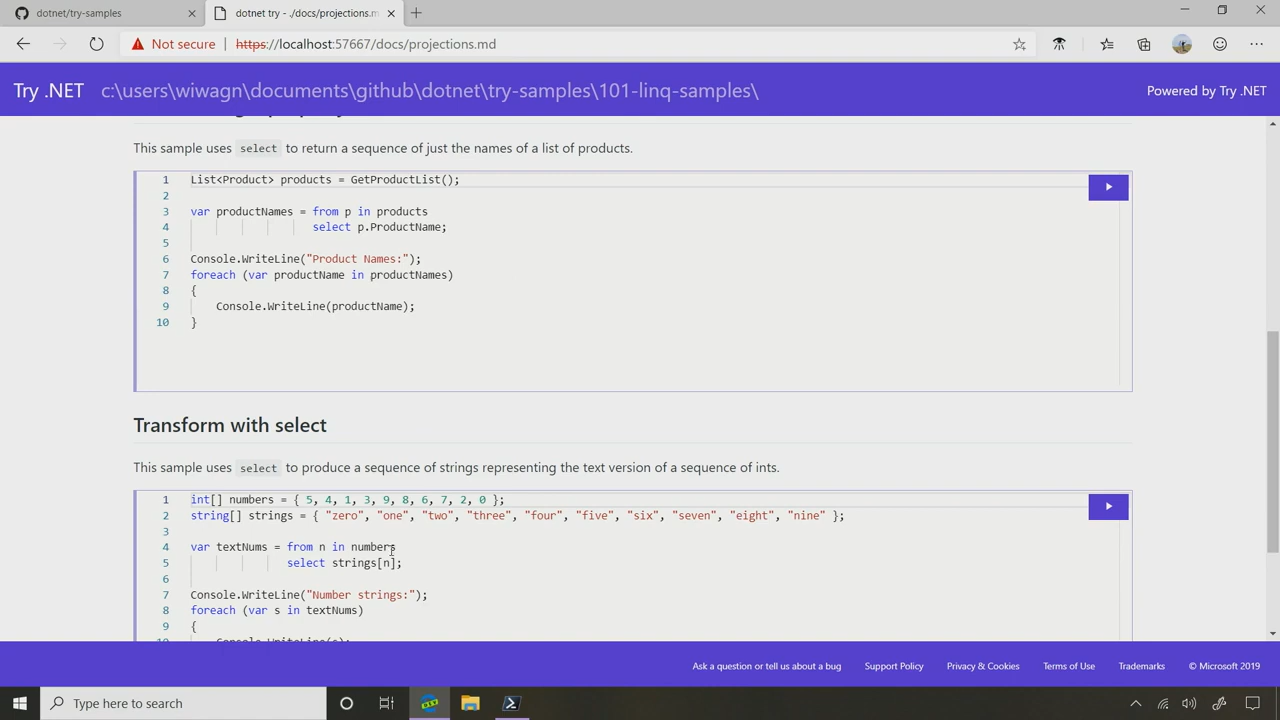 dotnet/try-samples
dotnet try - ./docs/projections.m
Not secure
https://localhost:57667/docs/projections.md
Try .NET
c:\users\wiwagn\documents\github\dotnet\try-samples\101-linq-samples\
Powered by Try .NET
This sample uses select to return a sequence of just the names of a list of products.
1 List<Product> products = GetProductList();
2
3 var productNames = from p in products
4 select p.ProductName;
5
6 Console.WriteLine("Product Names:");
7 foreach (var productName in productNames)
8 {
9 Console.WriteLine(productName);
10 }
Transform with select
This sample uses select to produce a sequence of strings representing the text version of a sequence of ints.
1 int[] numbers = { 5, 4, 1, 3, 9, 8, 6, 7, 2, 0 };
2 string[] strings = { "zero", "one", "two", "three", "four", "five", "six", "seven", "eight", "nine" };
3
4 var textNums = from n in numbers
5 select strings[n];
6
7 Console.WriteLine("Number strings:");
8 foreach (var s in textNums)
9 {
10 Console.WriteLine(s);
Ask a question or tell us about a bug
Support Policy
Privacy & Cookies
Terms of Use
Trademarks
© Microsoft 2019
Type here to search